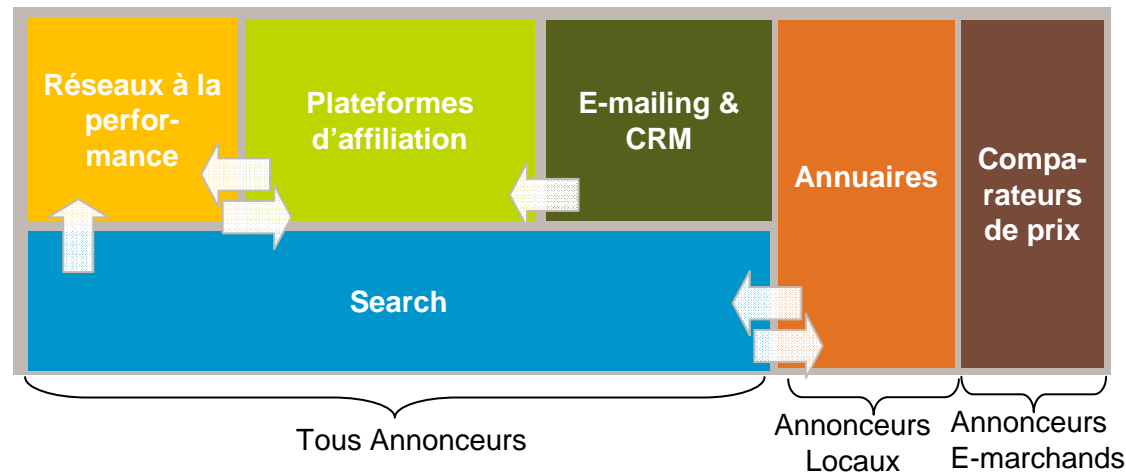 Réseaux à la
perfor-
mance
Plateformes
d’affiliation
E-mailing &
CRM
Annuaires
Compa-
rateurs
de prix
Search
Tous Annonceurs
Annonceurs
Locaux
Annonceurs
E-marchands